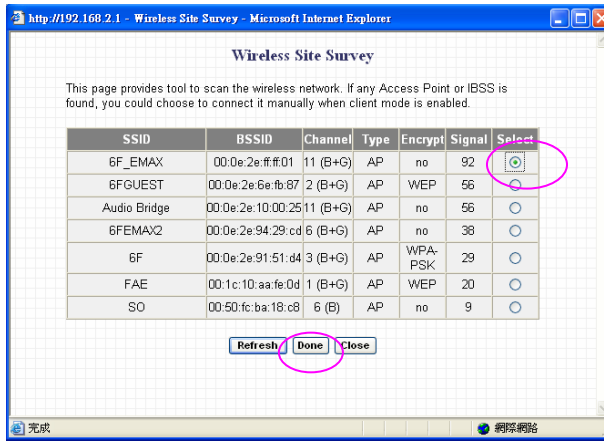 http://192.168.2.1 - Wireless Site Survey - Microsoft Internet Explorer
Wireless Site Survey
This page provides tool to scan the wireless network. If any Access Point or IBSS is
found, you could choose to connect it manually when client mode is enabled.
SSID BSSID Channel Type Encrypt Signal Select
6F_EMAX 00:0e:2e:ff:ff:01 11 (B+G) AP no 92
6FGUEST 00:0e:2e:6e:fb:87 2 (B+G) AP WEP 56
Audio Bridge 00:0e:2e:10:00:25 11 (B+G) AP no 56
6FEMAX2 00:0e:2e:94:29:cd 6 (B+G) AP no 38
6F 00:0e:2e:91:51:d4 3 (B+G) AP WPA-
PSK 29
FAE 00:1c:10:aa:fe:0d 1 (B+G) AP WEP 20
SO 00:50:fc:ba:18:c8 6 (B) AP no 9
Refresh Done Close
完成 網際網路